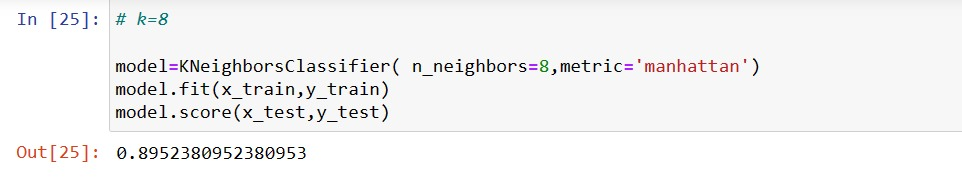 In [25]: # k=8
model=KNeighborsClassifier( n_neighbors=8,metric='manhattan')
model.fit(x_train,y_train)
model.score(x_test,y_test)
Out[25]: 0.8952380952380953